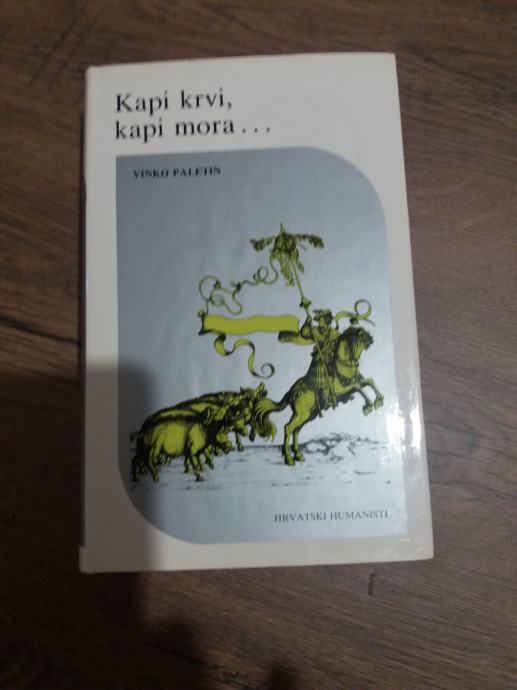 Kapi krvi,
kapi mora...
VINKO PALETIN
HRVATSKI HUMANISTI